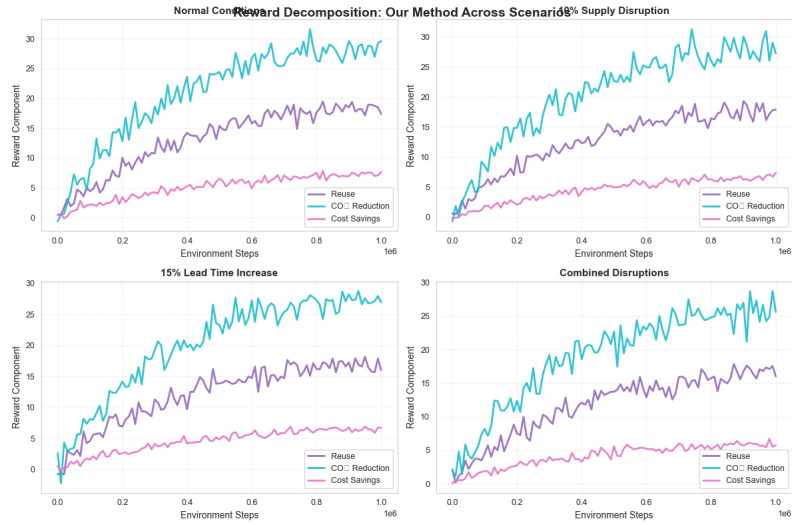 Reward Decomposition: Our Method Across Scenarios
Normal Conditions
Reward Component
30
25
20
15
10
5
0
Reuse
CO□ Reduction
Cost Savings
0.0 0.2 0.4 0.6 0.8 1.0
1e6
Environment Steps
10% Supply Disruption
Reward Component
30
25
20
15
10
5
0
Reuse
CO□ Reduction
Cost Savings
0.0 0.2 0.4 0.6 0.8 1.0
1e6
Environment Steps
15% Lead Time Increase
Reward Component
30
25
20
15
10
5
0
Reuse
CO□ Reduction
Cost Savings
0.0 0.2 0.4 0.6 0.8 1.0
1e6
Environment Steps
Combined Disruptions
Reward Component
30
25
20
15
10
5
0
Reuse
CO□ Reduction
Cost Savings
0.0 0.2 0.4 0.6 0.8 1.0
1e6
Environment Steps